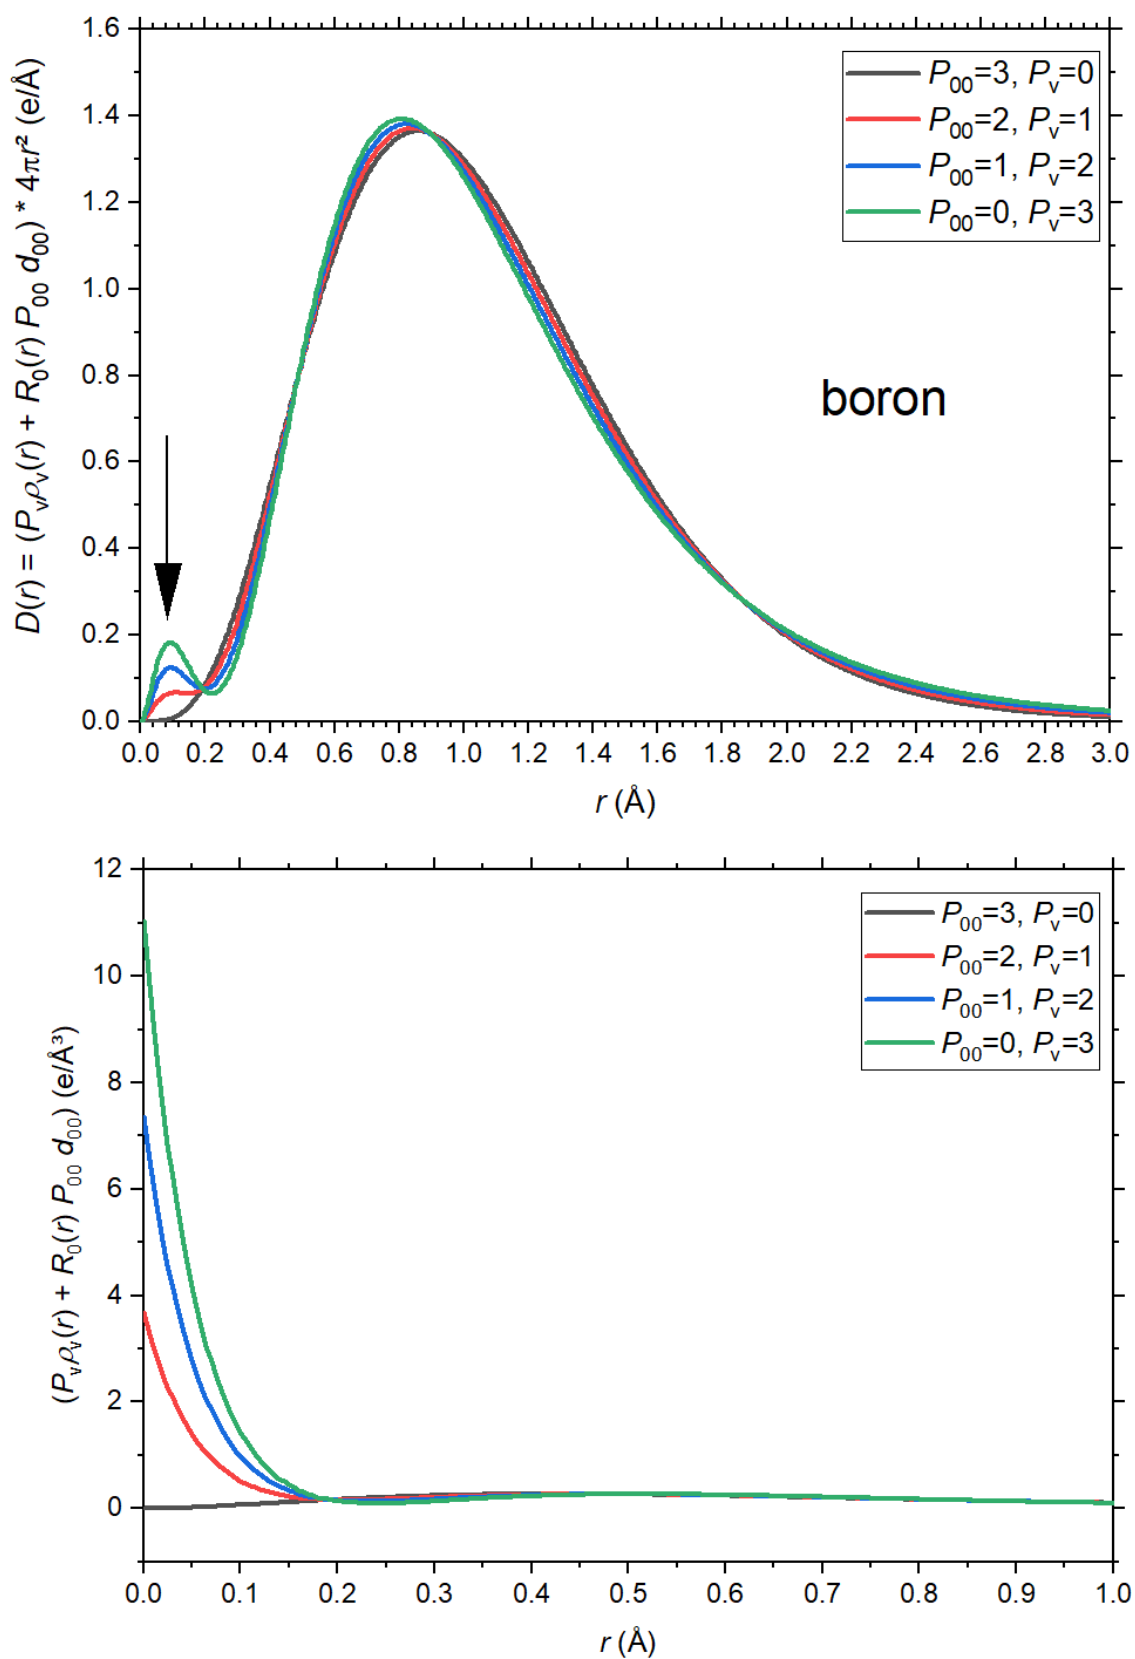 D(r) = (Pᵥρᵥ(r) + R₀(r) P₀₀ d₀₀) * 4πr² (e/Å)
1.6
1.4
1.2
1.0
0.8
0.6
0.4
0.2
0.0
P₀₀=3, Pᵥ=0
P₀₀=2, Pᵥ=1
P₀₀=1, Pᵥ=2
P₀₀=0, Pᵥ=3
boron
0.0 0.2 0.4 0.6 0.8 1.0 1.2 1.4 1.6 1.8 2.0 2.2 2.4 2.6 2.8 3.0
r (Å)
(Pᵥρᵥ(r) + R₀(r) P₀₀ d₀₀) (e/Å³)
12
10
8
6
4
2
0
P₀₀=3, Pᵥ=0
P₀₀=2, Pᵥ=1
P₀₀=1, Pᵥ=2
P₀₀=0, Pᵥ=3
0.0 0.1 0.2 0.3 0.4 0.5 0.6 0.7 0.8 0.9 1.0
r (Å)